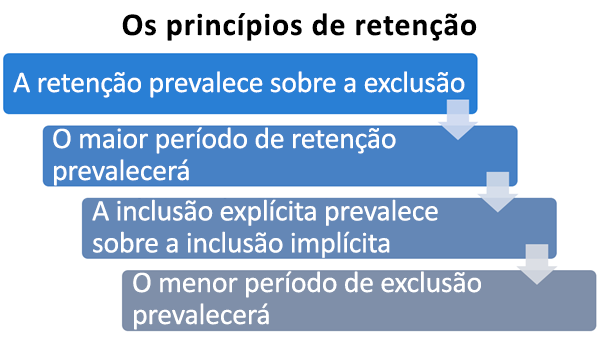 Os princípios de retenção
A retenção prevalece sobre a exclusão
O maior período de retenção
prevalecerá
A inclusão explícita prevalece
sobre a inclusão implícita
O menor período de exclusão
prevalecerá